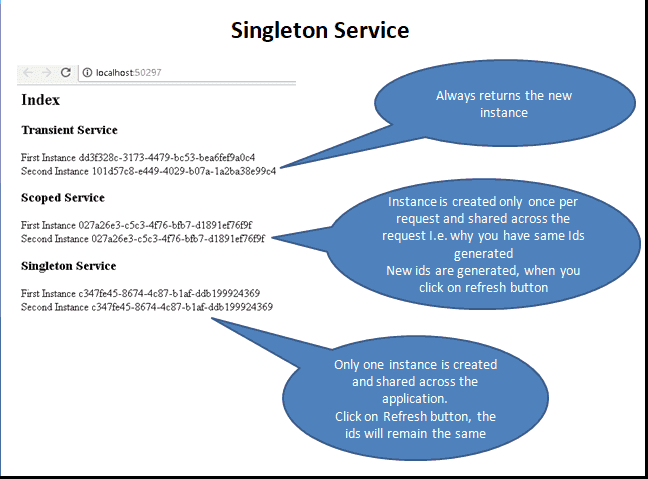 Singleton Service
localhost:50297
Index
Transient Service
First Instance dd3f328c-3173-4479-bc53-bea6fef9a0c4
Second Instance 101d57c8-e449-4029-b07a-1a2ba38e99c4
Always returns the new
instance
Scoped Service
First Instance 027a26e3-c5c3-4f76-bfb7-d1891ef76f9f
Second Instance 027a26e3-c5c3-4f76-bfb7-d1891ef76f9f
Instance is created only once per
request and shared across the
request I.e. why you have same Ids
generated
New ids are generated, when you
click on refresh button
Singleton Service
First Instance c347fe45-8674-4c87-b1af-ddb199924369
Second Instance c347fe45-8674-4c87-b1af-ddb199924369
Only one instance is created
and shared across the
application.
Click on Refresh button, the
ids will remain the same